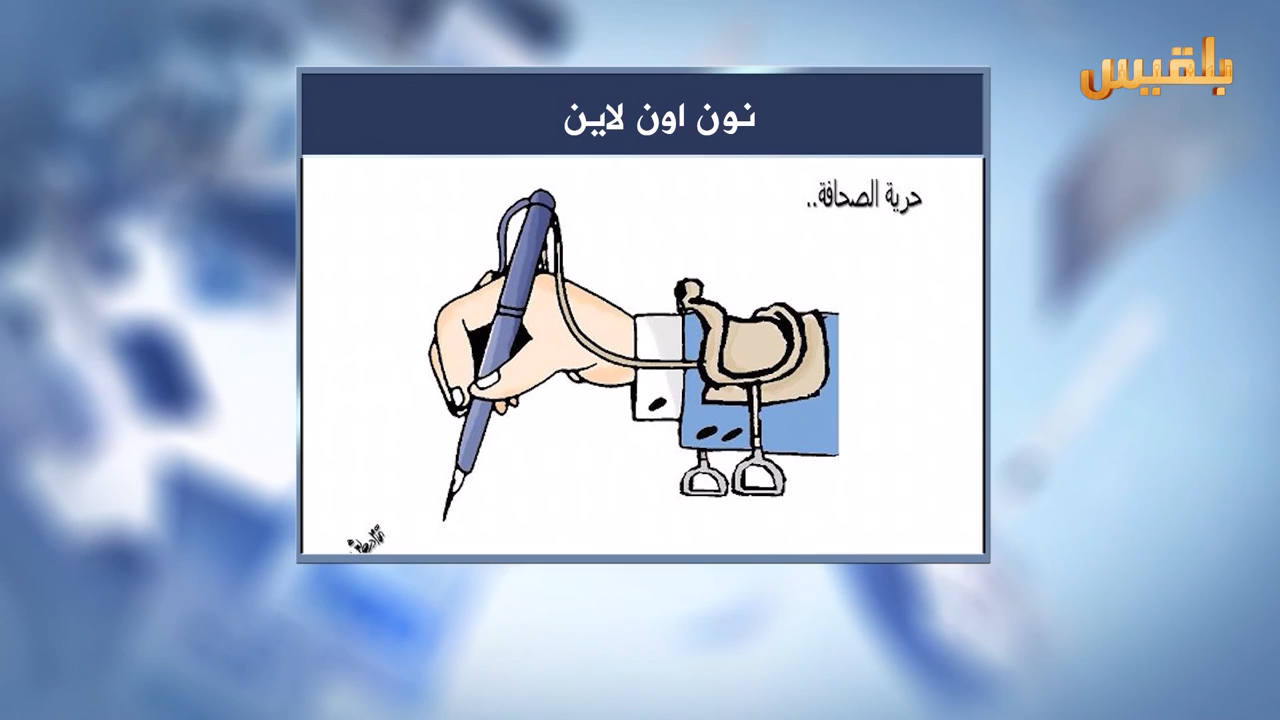 بلقيس
نون اون لاين
حرية الصحافة..